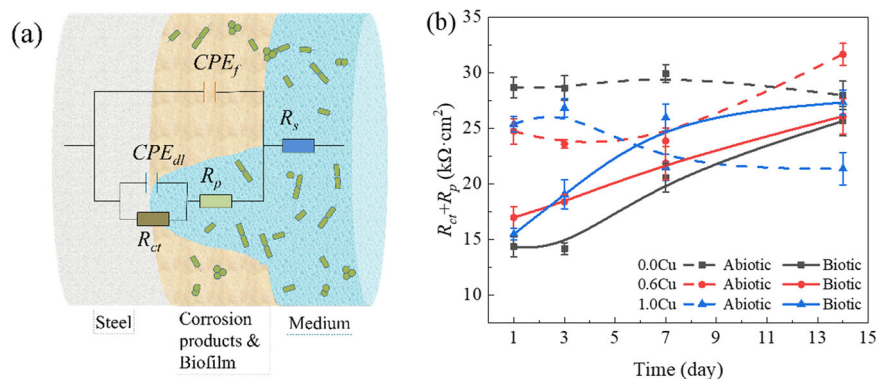 (a)
CPE_f
R_s
CPE_dl
R_p
R_ct
Steel
Corrosion
products &
Biofilm
Medium
(b)
35
30
25
20
15
10
R_ct+R_p (kΩ·cm²)
0.0Cu Abiotic Biotic
0.6Cu Abiotic Biotic
1.0Cu Abiotic Biotic
1 3 5 7 9 11 13 15
Time (day)